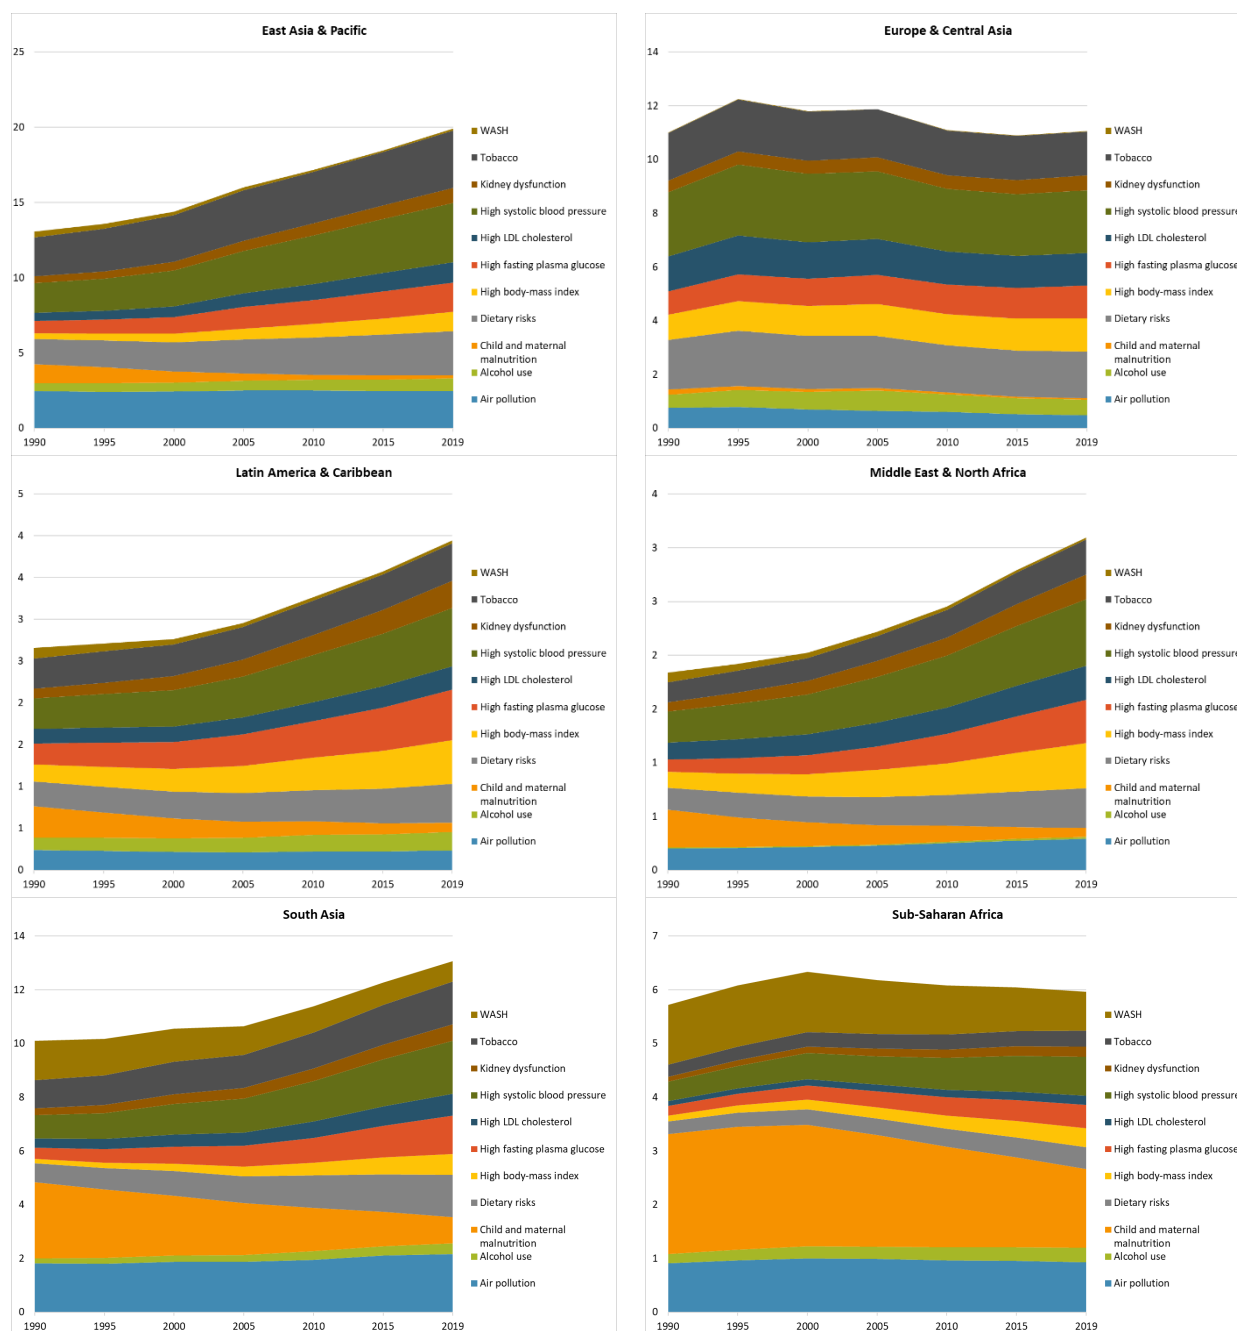 East Asia & Pacific
25
20
15
10
5
0
1990 1995 2000 2005 2010 2015 2019
WASH
Tobacco
Kidney dysfunction
High systolic blood pressure
High LDL cholesterol
High fasting plasma glucose
High body-mass index
Dietary risks
Child and maternal
malnutrition
Alcohol use
Air pollution
Europe & Central Asia
14
12
10
8
6
4
2
0
1990 1995 2000 2005 2010 2015 2019
WASH
Tobacco
Kidney dysfunction
High systolic blood pressure
High LDL cholesterol
High fasting plasma glucose
High body-mass index
Dietary risks
Child and maternal
malnutrition
Alcohol use
Air pollution
Latin America & Caribbean
5
4
4
3
3
2
2
1
1
0
1990 1995 2000 2005 2010 2015 2019
WASH
Tobacco
Kidney dysfunction
High systolic blood pressure
High LDL cholesterol
High fasting plasma glucose
High body-mass index
Dietary risks
Child and maternal
malnutrition
Alcohol use
Air pollution
Middle East & North Africa
4
3
3
2
2
1
1
0
1990 1995 2000 2005 2010 2015 2019
WASH
Tobacco
Kidney dysfunction
High systolic blood pressure
High LDL cholesterol
High fasting plasma glucose
High body-mass index
Dietary risks
Child and maternal
malnutrition
Alcohol use
Air pollution
South Asia
14
12
10
8
6
4
2
0
1990 1995 2000 2005 2010 2015 2019
WASH
Tobacco
Kidney dysfunction
High systolic blood pressure
High LDL cholesterol
High fasting plasma glucose
High body-mass index
Dietary risks
Child and maternal
malnutrition
Alcohol use
Air pollution
Sub-Saharan Africa
7
6
5
4
3
2
1
0
1990 1995 2000 2005 2010 2015 2019
WASH
Tobacco
Kidney dysfunction
High systolic blood pressure
High LDL cholesterol
High fasting plasma glucose
High body-mass index
Dietary risks
Child and maternal
malnutrition
Alcohol use
Air pollution